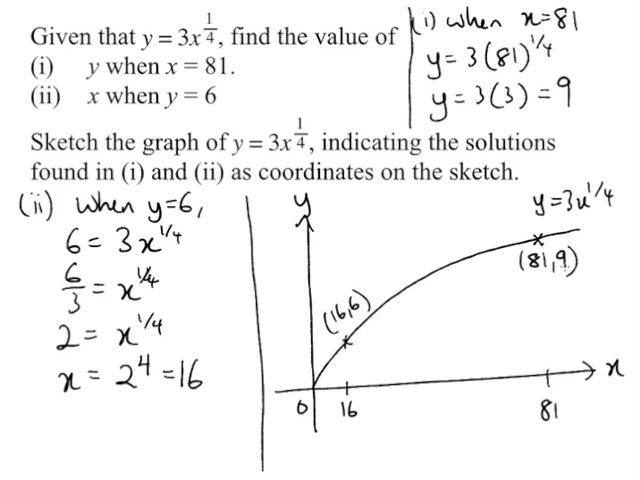 Given that y = 3x^{1/4}, find the value of
(i) y when x = 81.
(ii) x when y = 6
Sketch the graph of y = 3x^{1/4}, indicating the solutions
found in (i) and (ii) as coordinates on the sketch.
(i) when x=81
y= 3(81)^{1/4}
y= 3(3) = 9
(ii) when y=6,
6 = 3x^{1/4}
6/3 = x^{1/4}
2 = x^{1/4}
x = 2^4 = 16
y
y=3x^{1/4}
(81,9)
(16,6)
x
0 16 81